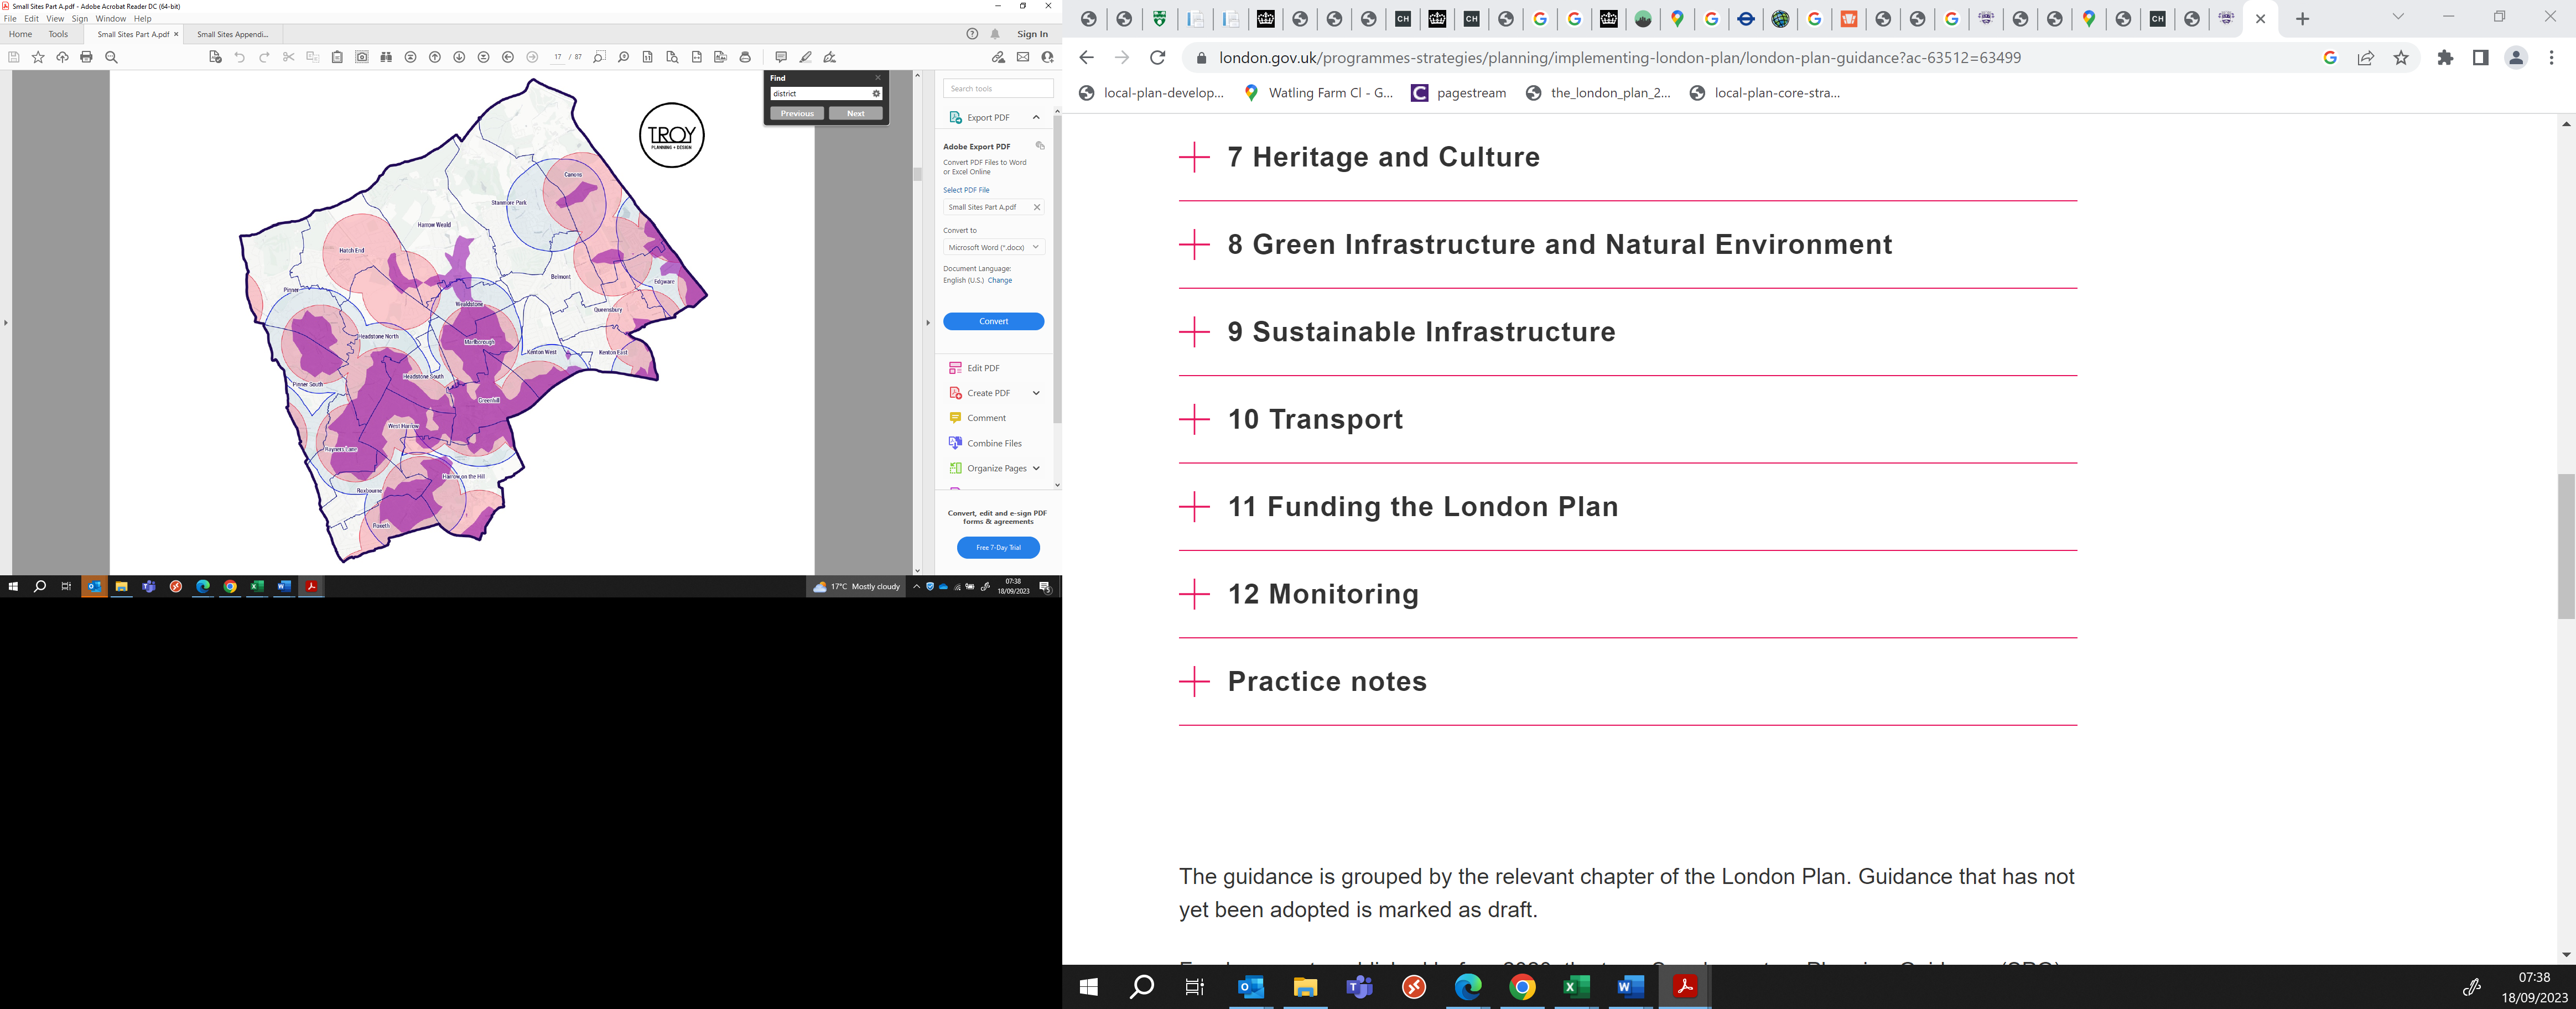 Small Sites Part A.pdf - Adobe Acrobat Reader DC (64-bit)
File Edit View Sign Window Help
Home Tools Small Sites Part A.pdf × Small Sites Appendi... Sign In
17 / 87
Find
district
Previous Next
TROY
PLANNING + DESIGN
Canons
Stanmore Park
Harrow Weald
Hatch End
Belmont
Edgware
Pinner
Wealdstone
Queensbury
Headstone North
Marlborough
Kenton West
Kenton East
Headstone South
Pinner South
Greenhill
West Harrow
Rayners Lane
Harrow on the Hill
Roxbourne
Roxeth
Search tools
Export PDF
Adobe Export PDF
Convert PDF Files to Word
or Excel Online
Select PDF File
Small Sites Part A.pdf
Convert to
Microsoft Word (*.docx)
Document Language:
English (U.S.) Change
Convert
Edit PDF
Create PDF
Comment
Combine Files
Organize Pages
Convert, edit and e-sign PDF
forms & agreements
Free 7-Day Trial
17°C Mostly cloudy
07:38
18/09/2023
london.gov.uk/programmes-strategies/planning/implementing-london-plan/london-plan-guidance?ac-63512=63499
local-plan-develop... Watling Farm Cl - G... pagestream the_london_plan_2... local-plan-core-stra...
7 Heritage and Culture
8 Green Infrastructure and Natural Environment
9 Sustainable Infrastructure
10 Transport
11 Funding the London Plan
12 Monitoring
Practice notes
The guidance is grouped by the relevant chapter of the London Plan. Guidance that has not
yet been adopted is marked as draft.
07:38
18/09/2023